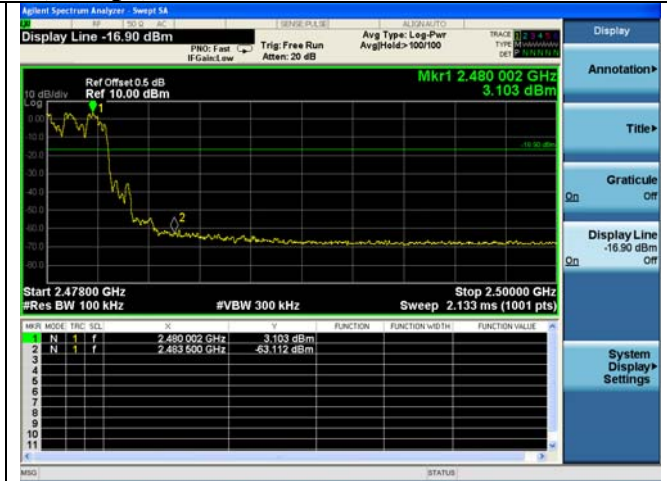 Agilent Spectrum Analyzer - Swept SA
RF 50 Ω AC SENSE:PULSE ALIGNAUTO
Display Line -16.90 dBm
PNO: Fast
IFGain:Low
Trig: Free Run
Atten: 20 dB
Avg Type: Log-Pwr
Avg|Hold:>100/100
TRACE 1 2 3 4 5 6
TYPE
DET P N N N N N
Display
Ref Offset 0.5 dB
Ref 10.00 dBm
Mkr1 2.480 002 GHz
3.103 dBm
10 dB/div
Log
1
0.00
-10.0
-16.90 dBm
-20.0
-30.0
-40.0
-50.0
2
-60.0
-70.0
-80.0
Start 2.47800 GHz
Stop 2.50000 GHz
#Res BW 100 kHz
#VBW 300 kHz
Sweep 2.133 ms (1001 pts)
MKR MODE TRC SCL X Y FUNCTION FUNCTION WIDTH FUNCTION VALUE
1 N 1 f 2.480 002 GHz 3.103 dBm
2 N 1 f 2.483 500 GHz -63.112 dBm
3
4
5
6
7
8
9
10
11
MSG
STATUS
Annotation
Title
Graticule
On Off
Display Line
-16.90 dBm
On Off
System
Display
Settings